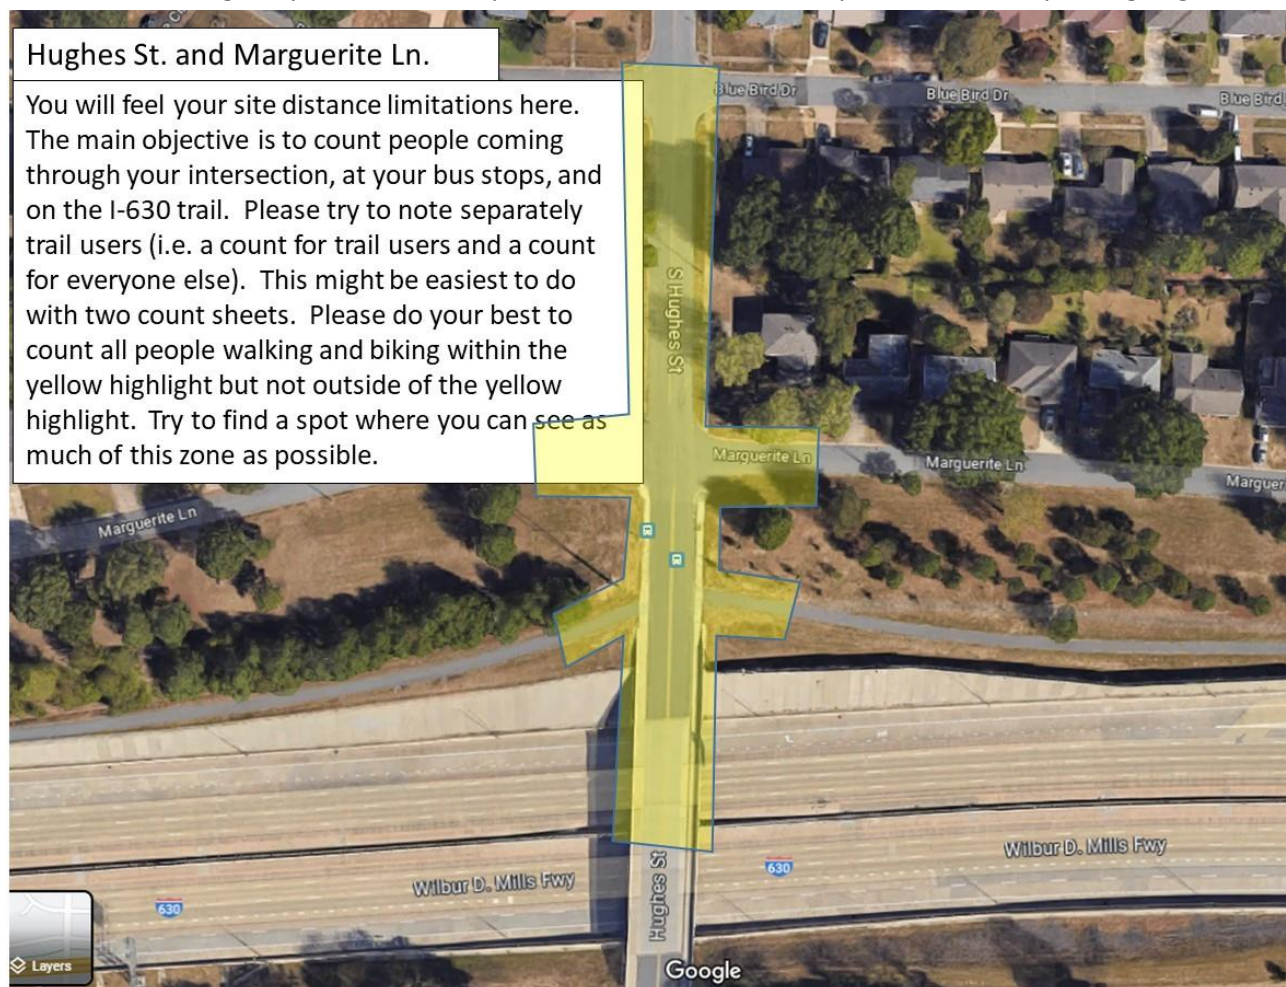 Hughes St. and Marguerite Ln.
You will feel your site distance limitations here.
The main objective is to count people coming
through your intersection, at your bus stops, and
on the I-630 trail.  Please try to note separately
trail users (i.e. a count for trail users and a count
for everyone else).  This might be easiest to do
with two count sheets.  Please do your best to
count all people walking and biking within the
yellow highlight but not outside of the yellow
highlight.  Try to find a spot where you can see as
much of this zone as possible.
Blue Bird Dr
Blue Bird Dr
Blue Bird
S Hughes St
Marguerite Ln
Marguerite Ln
Marguer
Marguerite Ln
Wilbur D. Mills Fwy
Wilbur D. Mills Fwy
630
630
Hughes St
Layers
Google